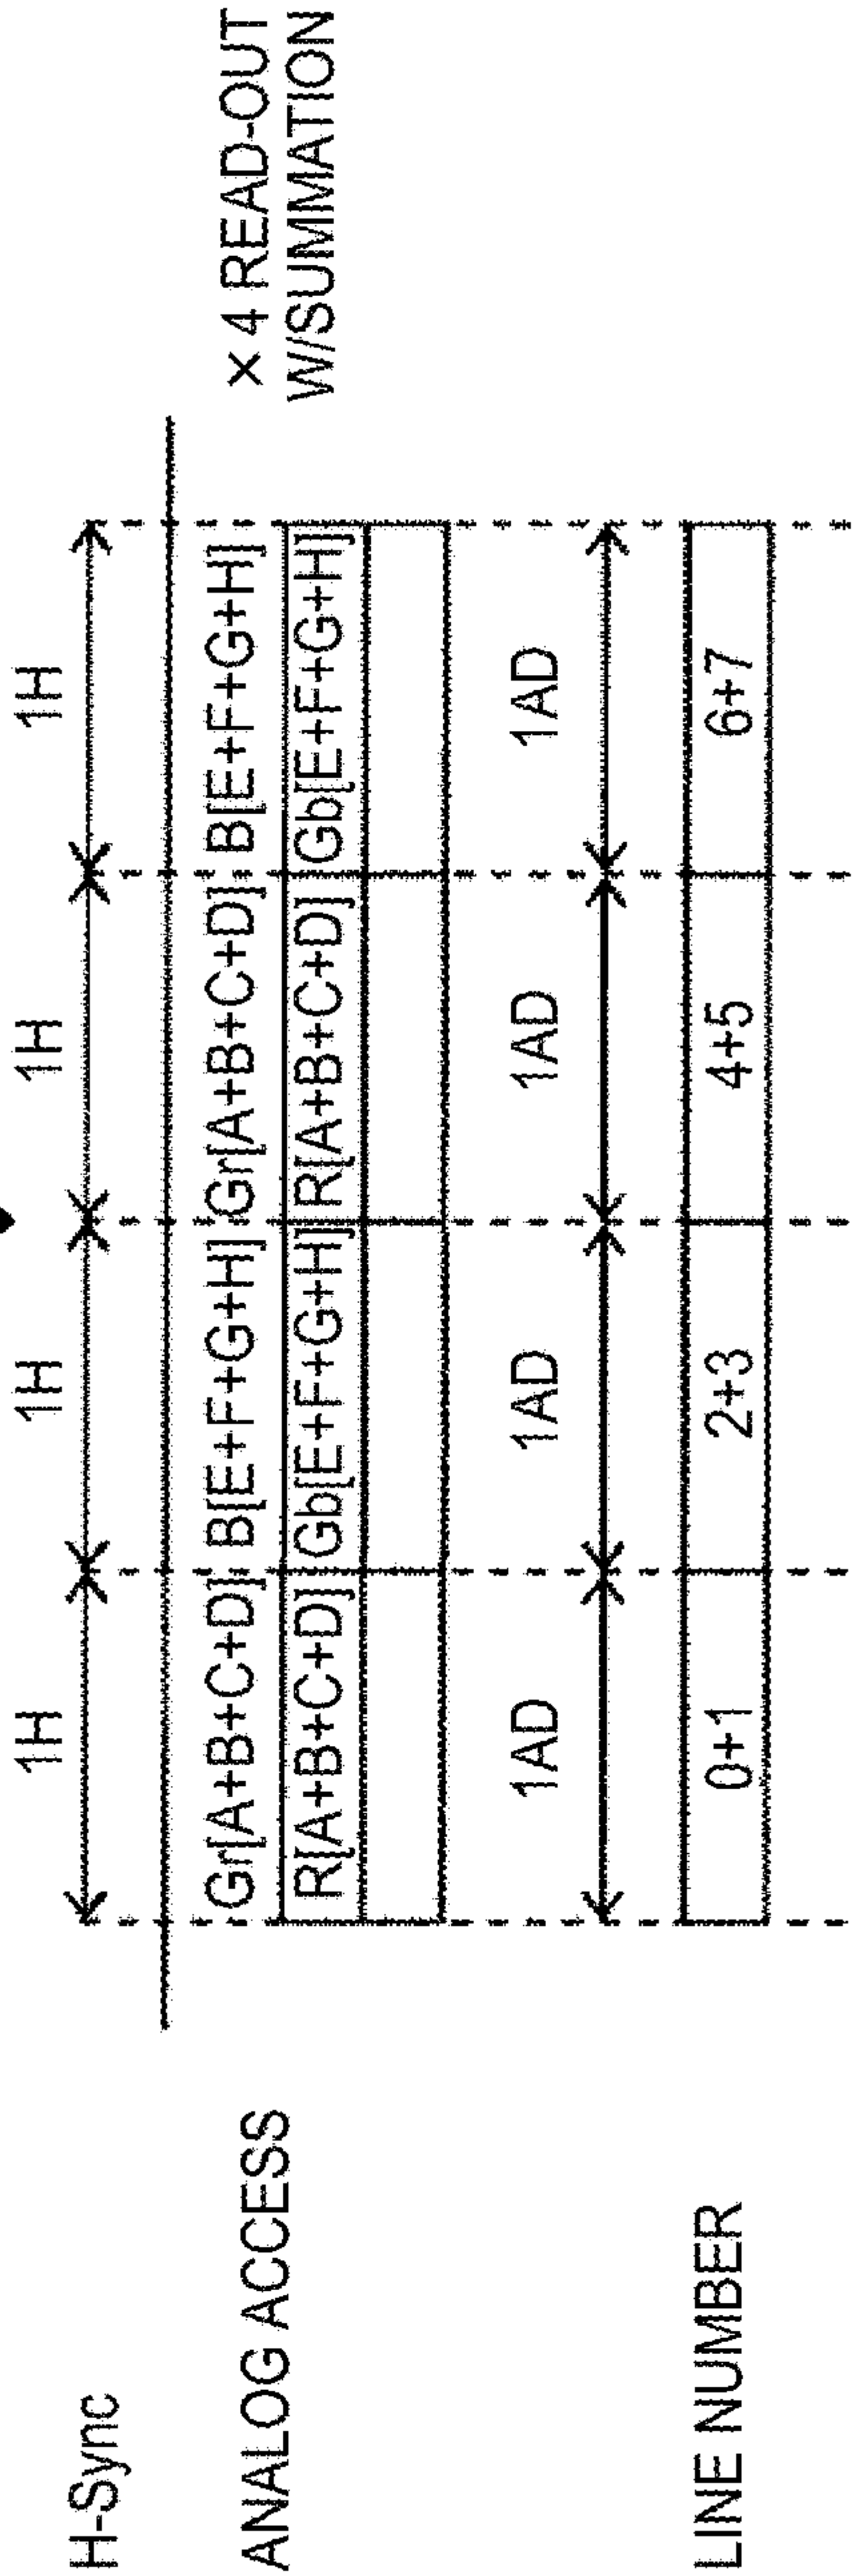 H-Sync 1H 1H 1H 1H
ANALOG ACCESS Gr[A+B+C+D] B[E+F+G+H] Gr[A+B+C+D] B[E+F+G+H] × 4 READ-OUT
R[A+B+C+D] Gb[E+F+G+H] R[A+B+C+D] Gb[E+F+G+H] W/SUMMATION
1AD 1AD 1AD 1AD
LINE NUMBER 0+1 2+3 4+5 6+7